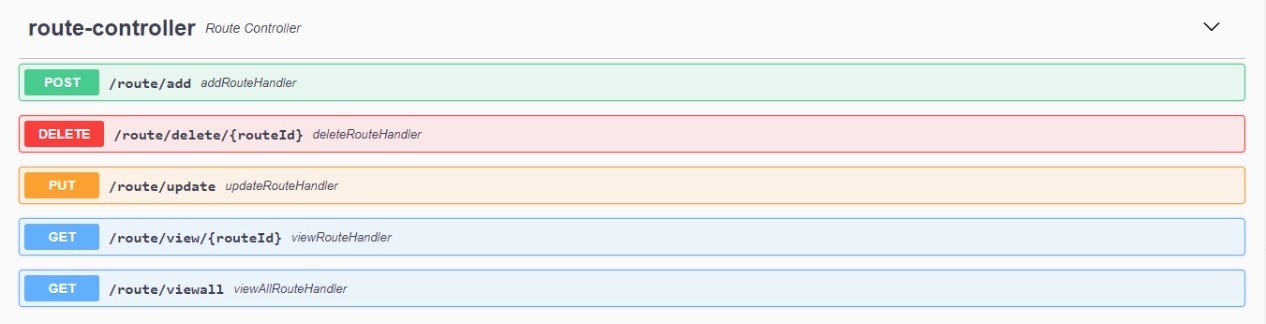 route-controller Route Controller
POST /route/add addRouteHandler
DELETE /route/delete/{routeId} deleteRouteHandler
PUT /route/update updateRouteHandler
GET /route/view/{routeId} viewRouteHandler
GET /route/viewall viewAllRouteHandler